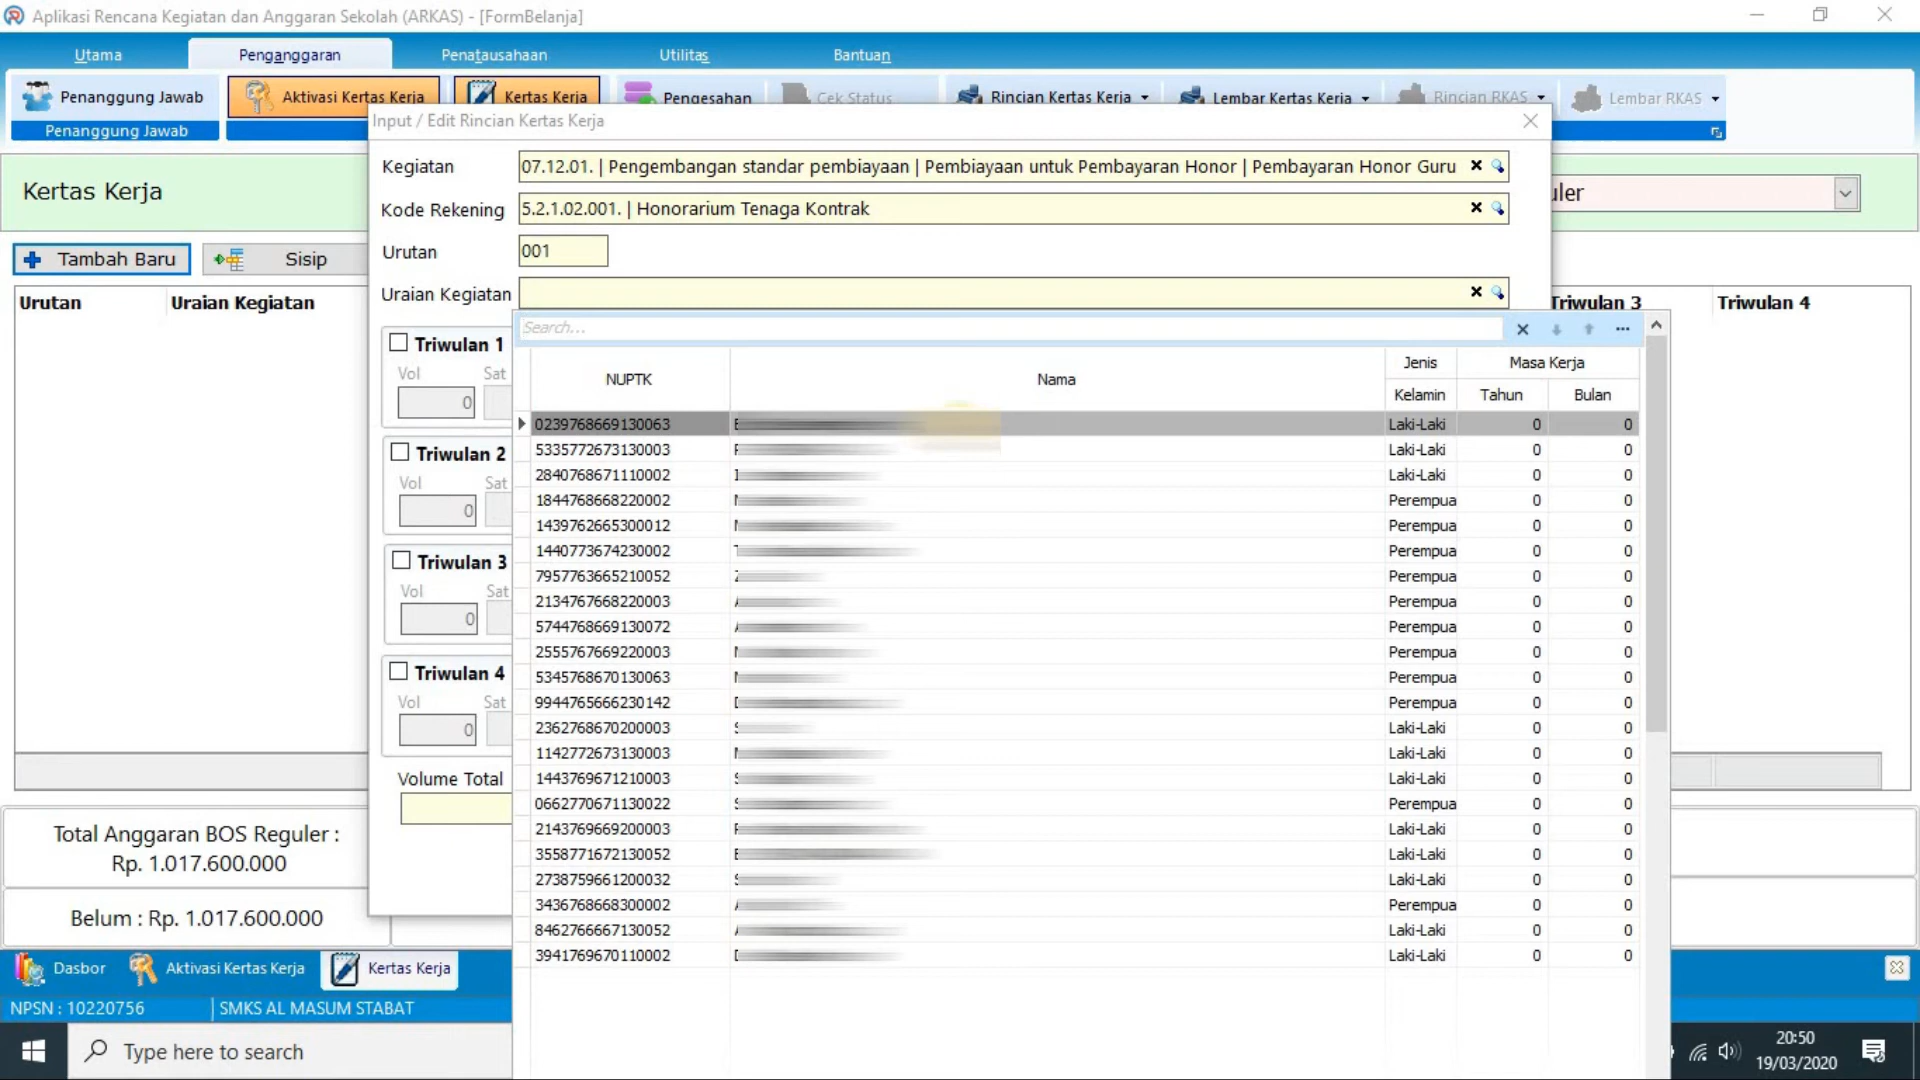 Aplikasi Rencana Kegiatan dan Anggaran Sekolah (ARKAS) - [FormBelanja]
Utama Penganggaran Penatausahaan Utilitas Bantuan
Penanggung Jawab Aktivasi Kertas Kerja Kertas Kerja Pengesahan Cek Status Rincian Kertas Kerja Lembar Kertas Kerja Rincian RKAS Lembar RKAS
Penanggung Jawab
Input / Edit Rincian Kertas Kerja
Kegiatan 07.12.01. | Pengembangan standar pembiayaan | Pembiayaan untuk Pembayaran Honor | Pembayaran Honor Guru
Kertas Kerja
Kode Rekening 5.2.1.02.001. | Honorarium Tenaga Kontrak
Urutan 001
Tambah Baru Sisip
Uraian Kegiatan
Urutan Uraian Kegiatan Triwulan 3 Triwulan 4
Search...
Triwulan 1
Vol Sat
0
Triwulan 2
Vol Sat
0
Triwulan 3
Vol Sat
0
Triwulan 4
Vol Sat
0
Volume Total
NUPTK Nama Jenis Kelamin Masa Kerja
Tahun Bulan
0239768669130063 Laki-Laki 0 0
5335772673130003 Laki-Laki 0 0
2840768671110002 Laki-Laki 0 0
1844768668220002 Perempua 0 0
1439762665300012 Perempua 0 0
1440773674230002 Perempua 0 0
7957763665210052 Perempua 0 0
2134767668220003 Perempua 0 0
5744768669130072 Perempua 0 0
2555767669220003 Perempua 0 0
5345768670130063 Perempua 0 0
9944765666230142 Perempua 0 0
2362768670200003 Laki-Laki 0 0
1142772673130003 Laki-Laki 0 0
1443769671210003 Laki-Laki 0 0
0662770671130022 Perempua 0 0
2143769669200003 Laki-Laki 0 0
3558771672130052 Laki-Laki 0 0
2738759661200032 Laki-Laki 0 0
3436768668300002 Perempua 0 0
8462766667130052 Laki-Laki 0 0
3941769670110002 Laki-Laki 0 0
Total Anggaran BOS Reguler :
Rp. 1.017.600.000
Belum : Rp. 1.017.600.000
Dasbor Aktivasi Kertas Kerja Kertas Kerja
NPSN : 10220756 SMKS AL MASUM STABAT
Type here to search
20:50
19/03/2020